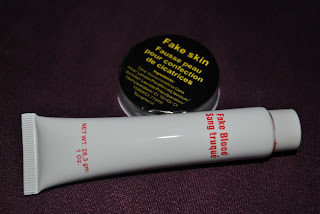 Fake skin
Fausse peau
pour confection
de cicatrices
Fake Blood
Sang truqué
NET WT. 28.3 gm.
1 Oz.